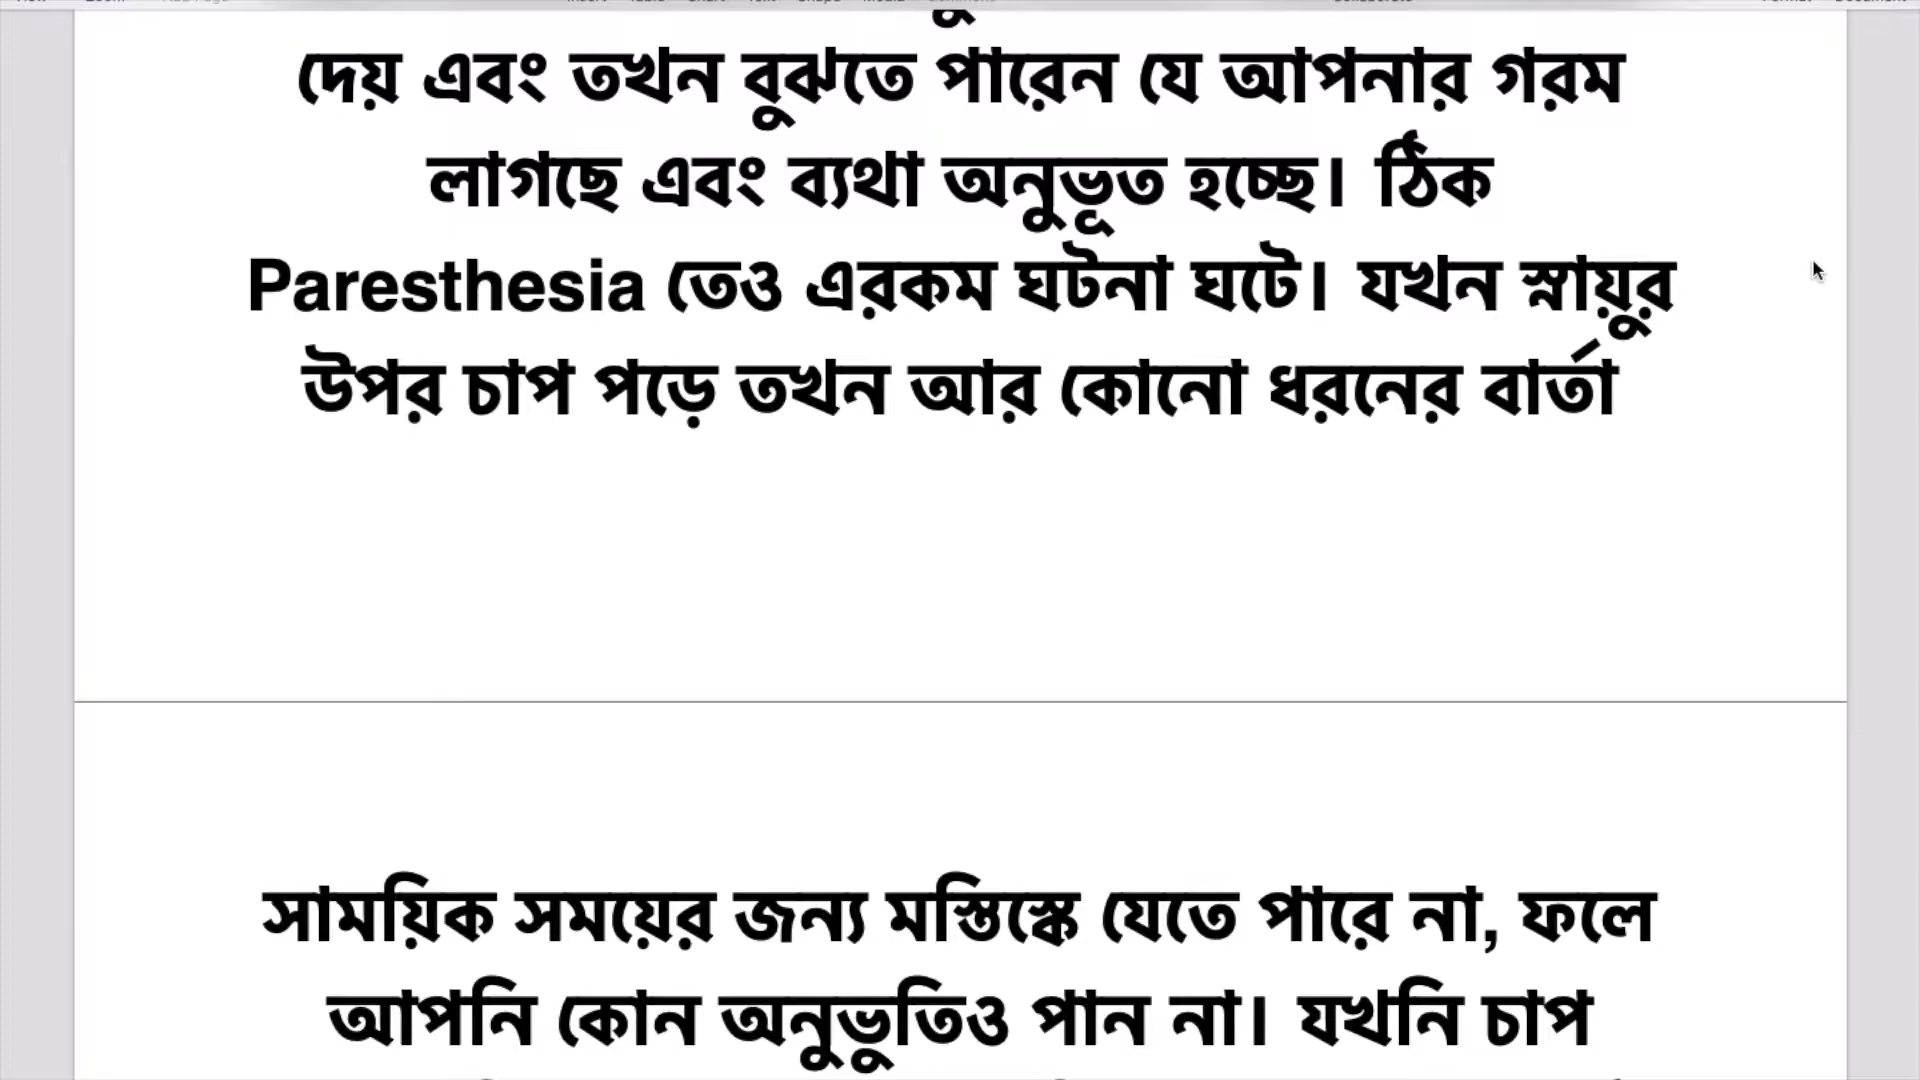 দেয় এবং তখন বুঝতে পারেন যে আপনার গরম
লাগছে এবং ব্যথা অনুভূত হচ্ছে। ঠিক
Paresthesia তেও এরকম ঘটনা ঘটে। যখন স্নায়ুর
উপর চাপ পড়ে তখন আর কোনো ধরনের বার্তা
সাময়িক সময়ের জন্য মস্তিস্কে যেতে পারে না, ফলে
আপনি কোন অনুভুতিও পান না। যখনি চাপ